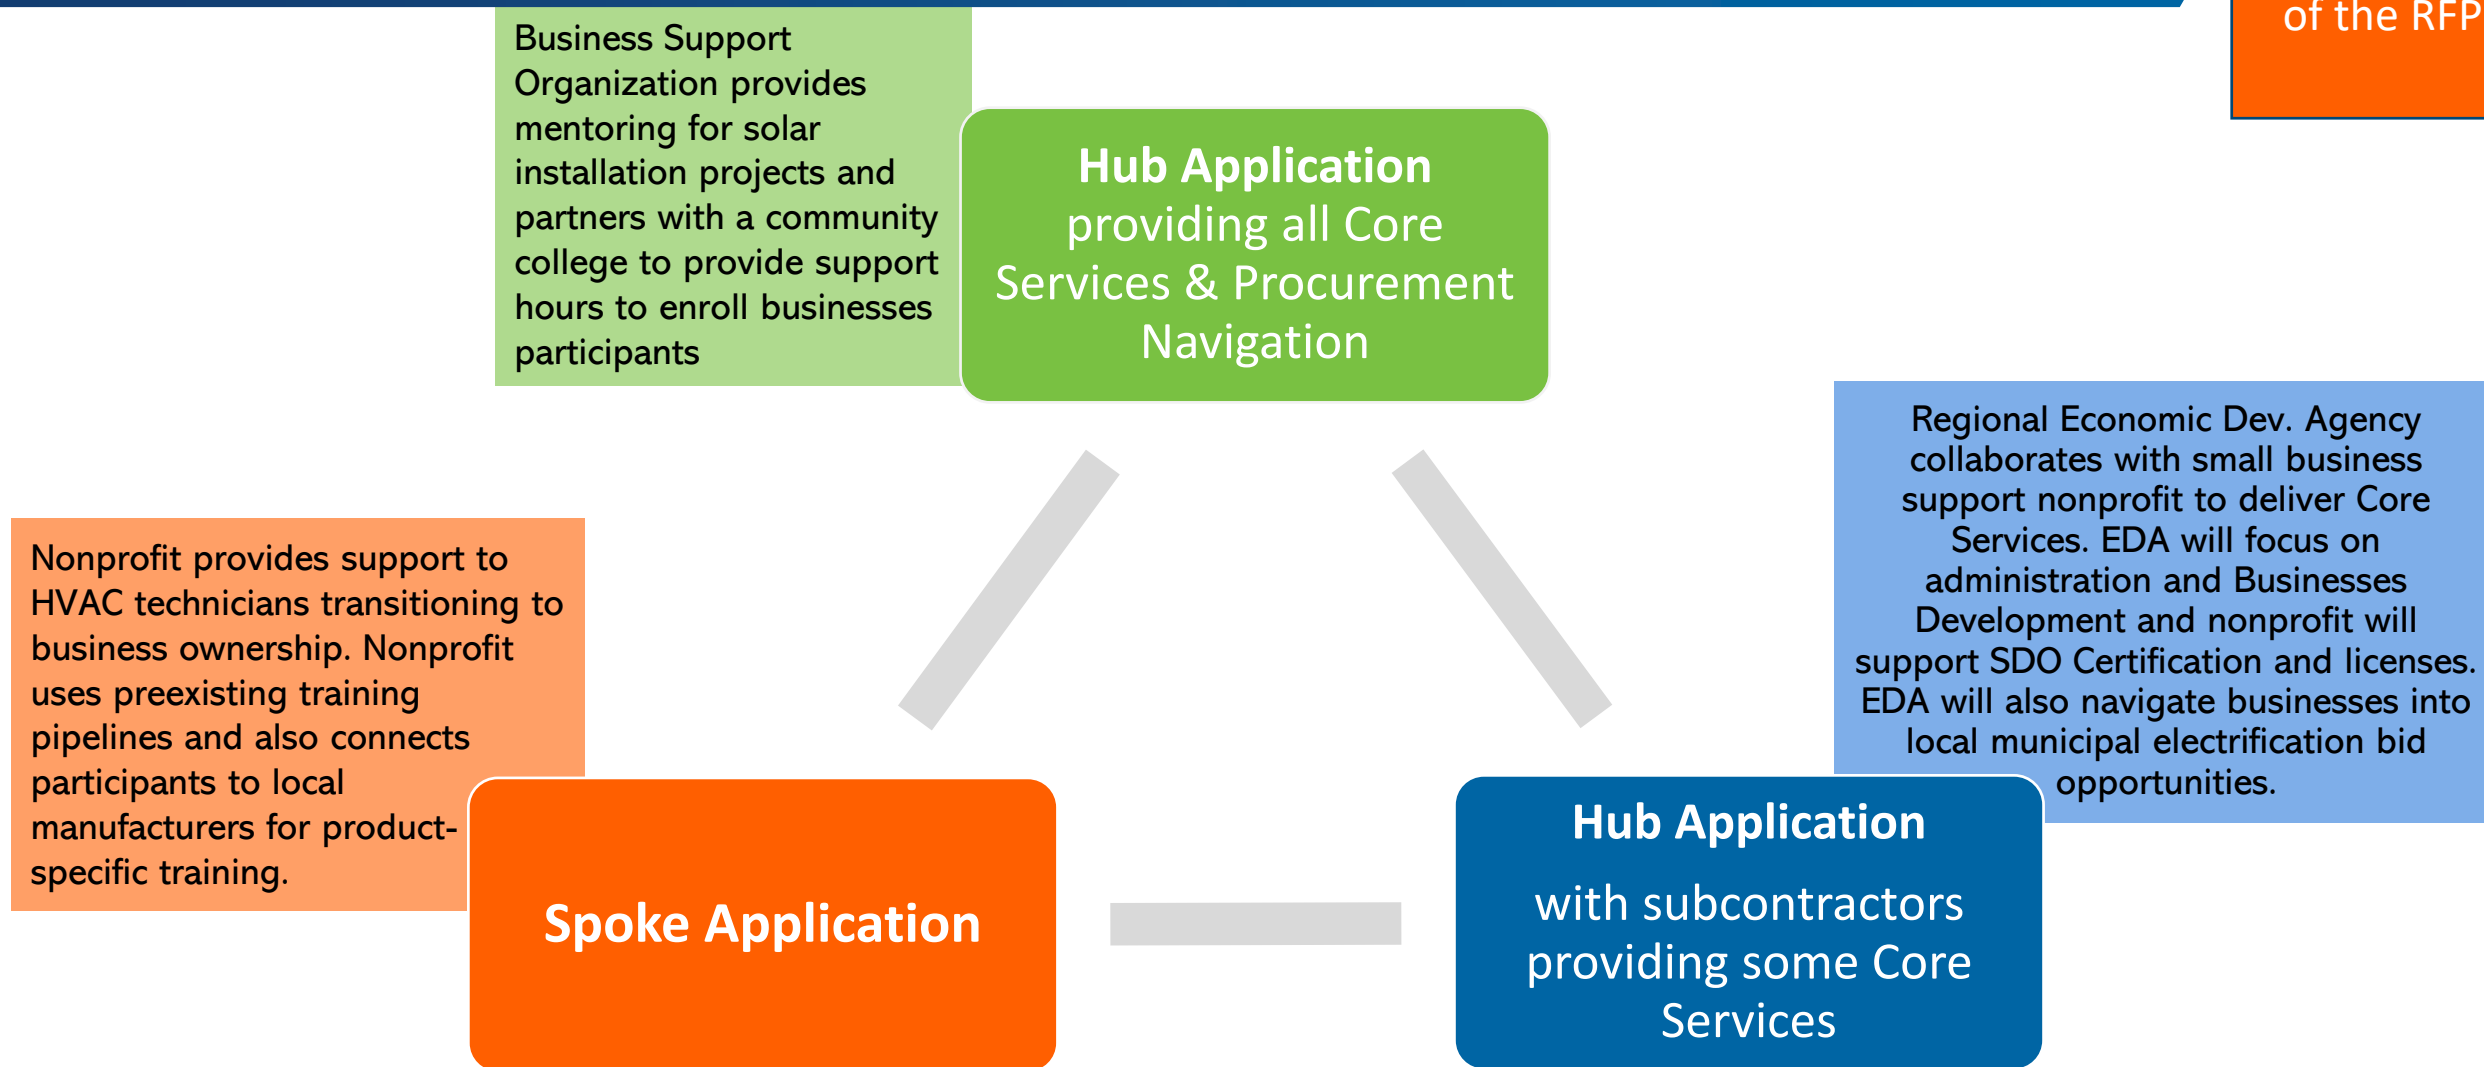 of the RFP
Business Support
Organization provides
mentoring for solar
installation projects and
partners with a community
college to provide support
hours to enroll businesses
participants
Hub Application
providing all Core
Services & Procurement
Navigation
Regional Economic Dev. Agency
collaborates with small business
support nonprofit to deliver Core
Services. EDA will focus on
administration and Businesses
Development and nonprofit will
support SDO Certification and licenses.
EDA will also navigate businesses into
local municipal electrification bid
opportunities.
Nonprofit provides support to
HVAC technicians transitioning to
business ownership. Nonprofit
uses preexisting training
pipelines and also connects
participants to local
manufacturers for product-
specific training.
Spoke Application
Hub Application
with subcontractors
providing some Core
Services